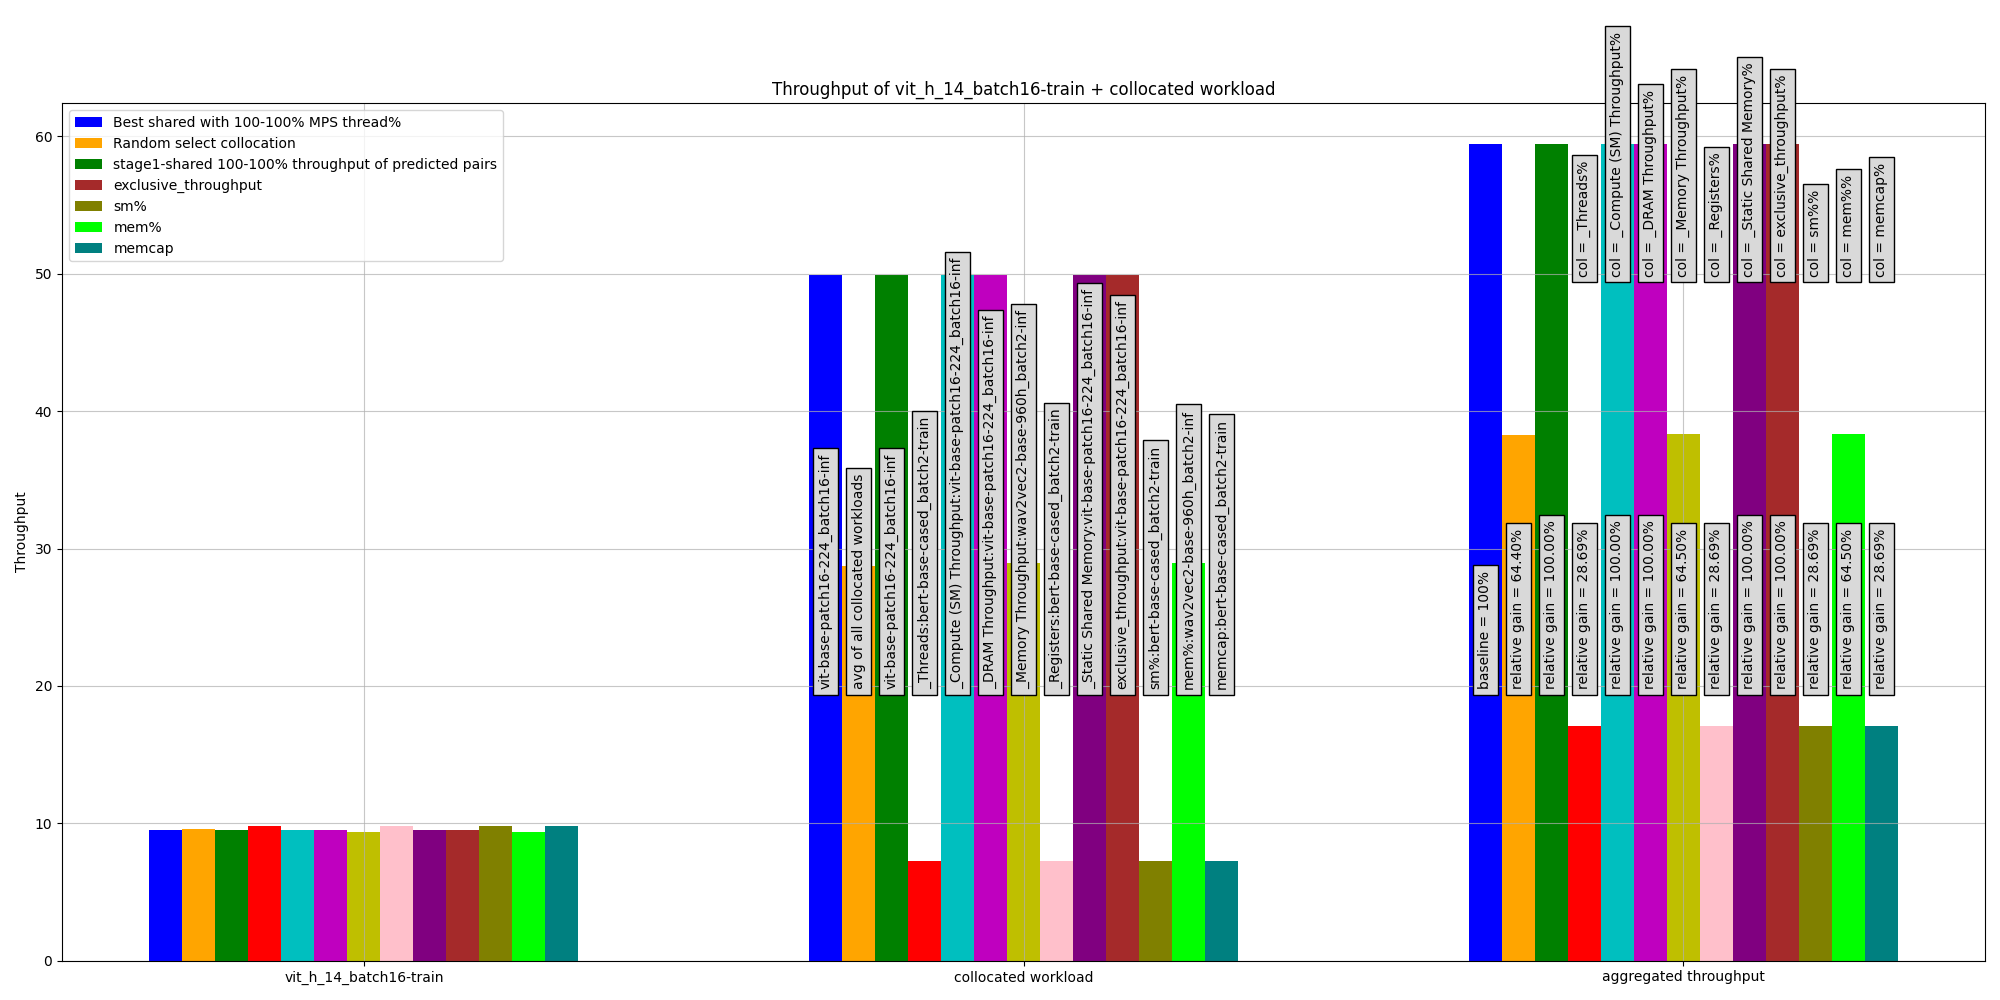 Throughput of vit_h_14_batch16-train + collocated workload
Best shared with 100-100% MPS thread%
Random select collocation
stage1-shared 100-100% throughput of predicted pairs
exclusive_throughput
sm%
mem%
memcap
Throughput
60
50
40
30
20
10
0
vit-base-patch16-224_batch16-inf
avg of all collocated workloads
vit-base-patch16-224_batch16-inf
_Threads:bert-base-cased_batch2-train
_Compute (SM) Throughput:vit-base-patch16-224_batch16-inf
_DRAM Throughput:vit-base-patch16-224_batch16-inf
_Memory Throughput:wav2vec2-base-960h_batch2-inf
_Registers:bert-base-cased_batch2-train
_Static Shared Memory:vit-base-patch16-224_batch16-inf
exclusive_throughput:vit-base-patch16-224_batch16-inf
sm%:bert-base-cased_batch2-train
mem%:wav2vec2-base-960h_batch2-inf
memcap:bert-base-cased_batch2-train
col = _Threads%
col = _Compute (SM) Throughput%
col = _DRAM Throughput%
col = _Memory Throughput%
col = _Registers%
col = _Static Shared Memory%
col = exclusive_throughput%
col = sm%%
col = mem%%
col = memcap%
baseline = 100%
relative gain = 64.40%
relative gain = 100.00%
relative gain = 28.69%
relative gain = 100.00%
relative gain = 100.00%
relative gain = 64.50%
relative gain = 28.69%
relative gain = 100.00%
relative gain = 100.00%
relative gain = 28.69%
relative gain = 64.50%
relative gain = 28.69%
vit_h_14_batch16-train
collocated workload
aggregated throughput